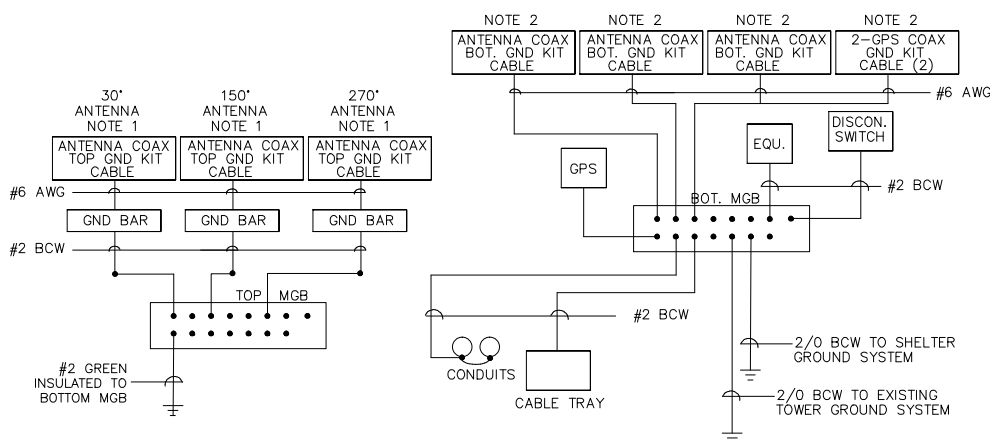 NOTE 2 NOTE 2 NOTE 2 NOTE 2
ANTENNA COAX
BOT. GND KIT
CABLE
ANTENNA COAX
BOT. GND KIT
CABLE
ANTENNA COAX
BOT. GND KIT
CABLE
2-GPS COAX
GND KIT
CABLE (2)
#6 AWG
30°
ANTENNA
NOTE 1
150°
ANTENNA
NOTE 1
270°
ANTENNA
NOTE 1
ANTENNA COAX
TOP GND KIT
CABLE
ANTENNA COAX
TOP GND KIT
CABLE
ANTENNA COAX
TOP GND KIT
CABLE
#6 AWG
GND BAR
GND BAR
GND BAR
#2 BCW
TOP MGB
#2 GREEN
INSULATED TO
BOTTOM MGB
GPS
EQU.
DISCON.
SWITCH
#2 BCW
BOT. MGB
#2 BCW
CONDUITS
CABLE TRAY
2/0 BCW TO SHELTER
GROUND SYSTEM
2/0 BCW TO EXISTING
TOWER GROUND SYSTEM